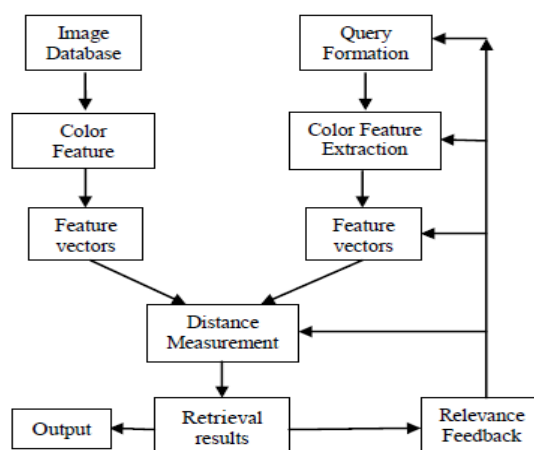 Image
Database
Query
Formation
Color
Feature
Color Feature
Extraction
Feature
vectors
Feature
vectors
Distance
Measurement
Output
Retrieval
results
Relevance
Feedback